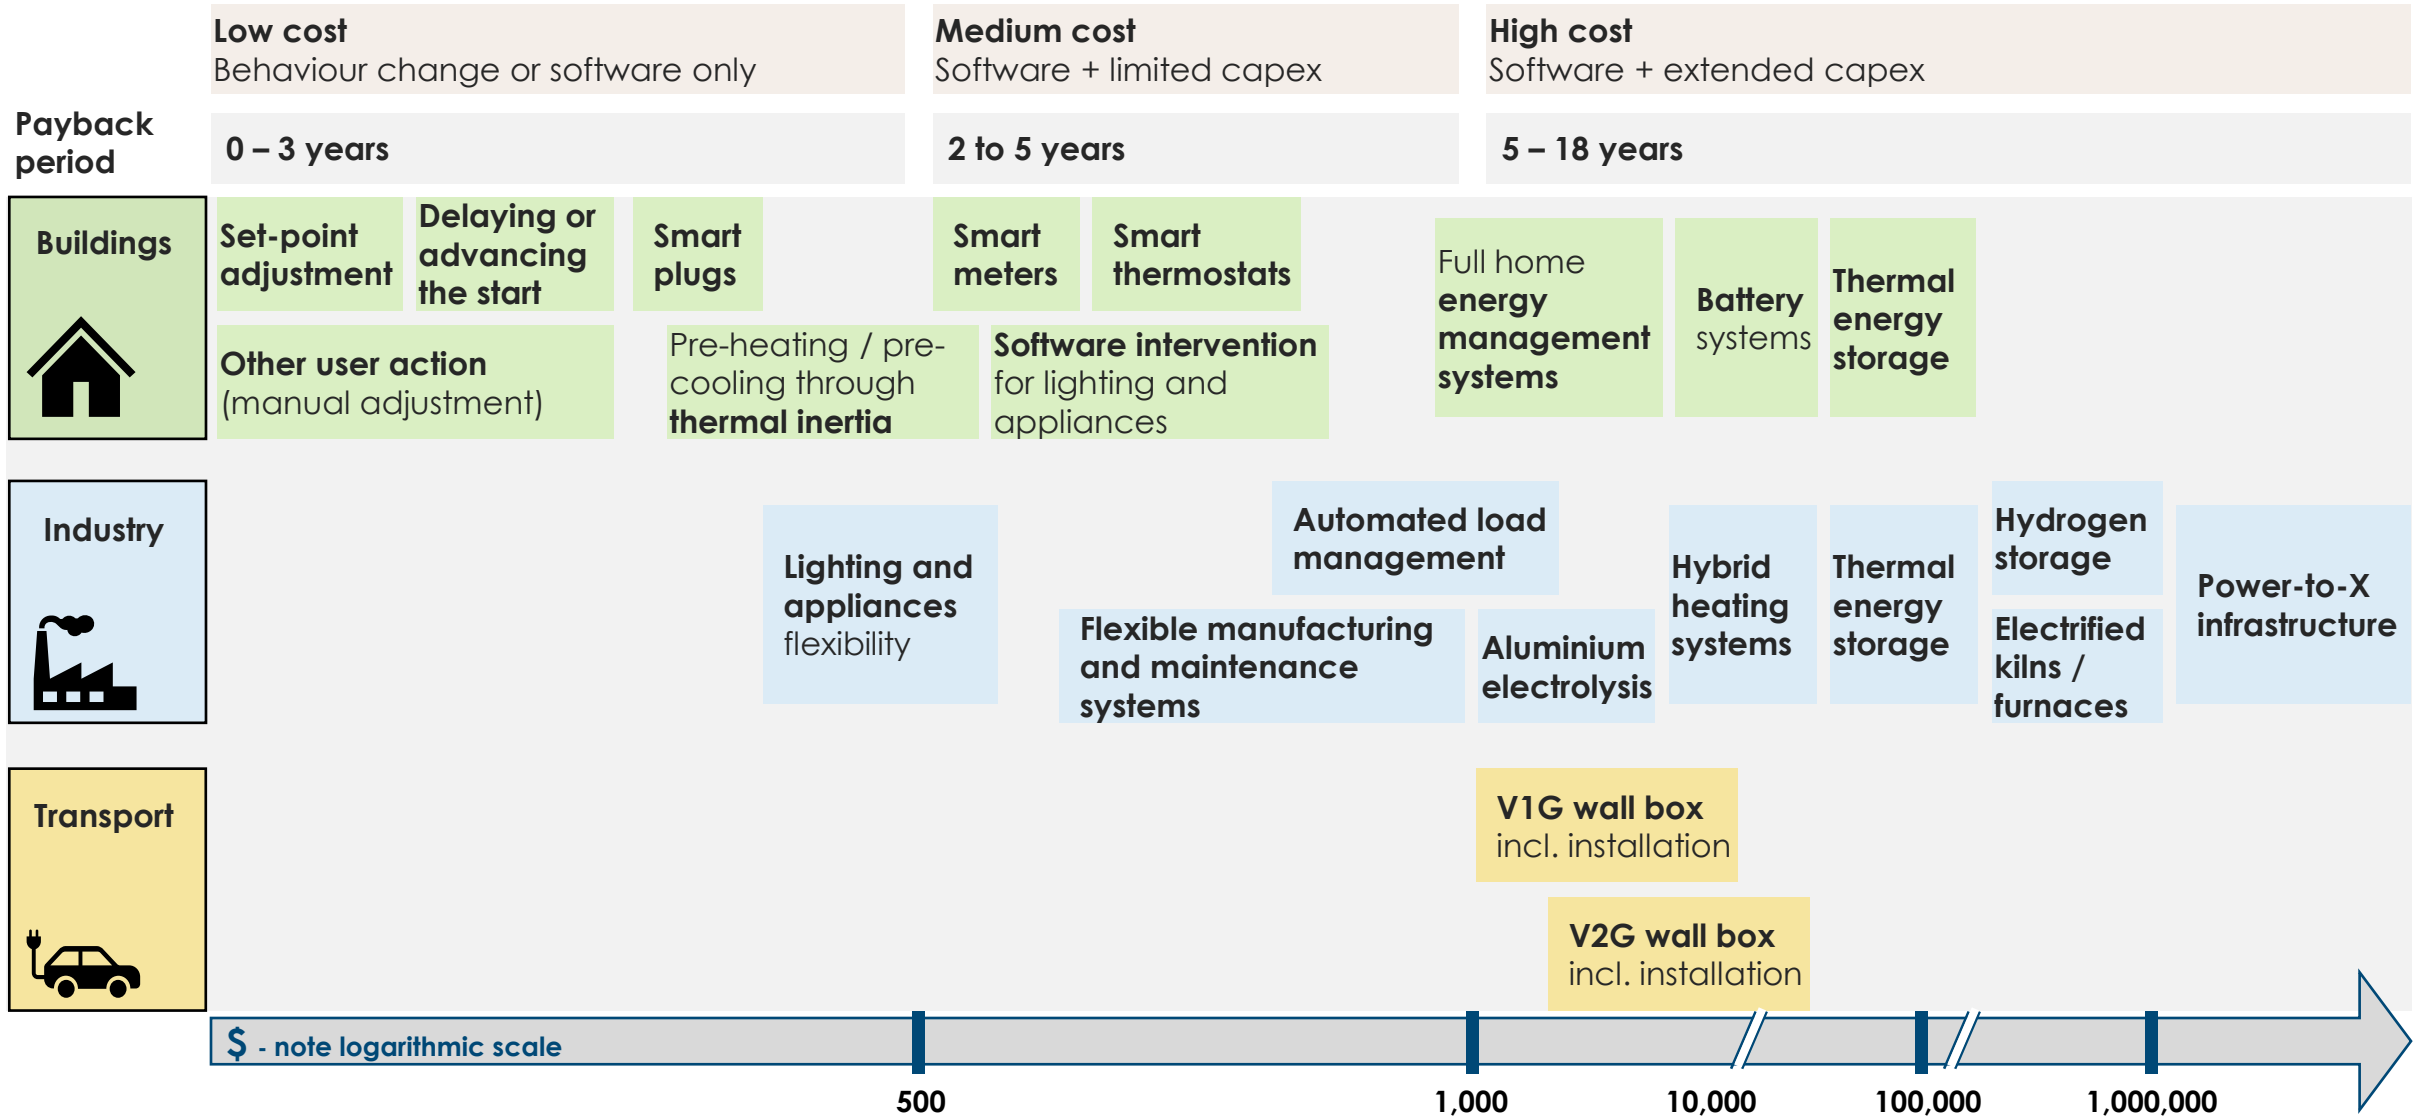 Low cost
Behaviour change or software only
Medium cost
Software + limited capex
High cost
Software + extended capex
Payback
period
0 – 3 years
2 to 5 years
5 – 18 years
Buildings
Set-point
adjustment
Delaying or
advancing
the start
Smart
plugs
Smart
meters
Smart
thermostats
Other user action
(manual adjustment)
Pre-heating / pre-
cooling through
thermal inertia
Software intervention
for lighting and
appliances
Full home
energy
management
systems
Battery
systems
Thermal
energy
storage
Industry
Lighting and
appliances
flexibility
Automated load
management
Flexible manufacturing
and maintenance
systems
Aluminium
electrolysis
Hybrid
heating
systems
Thermal
energy
storage
Hydrogen
storage
Electrified
kilns /
furnaces
Power-to-X
infrastructure
Transport
V1G wall box
incl. installation
V2G wall box
incl. installation
$ - note logarithmic scale
500
1,000
10,000
100,000
1,000,000